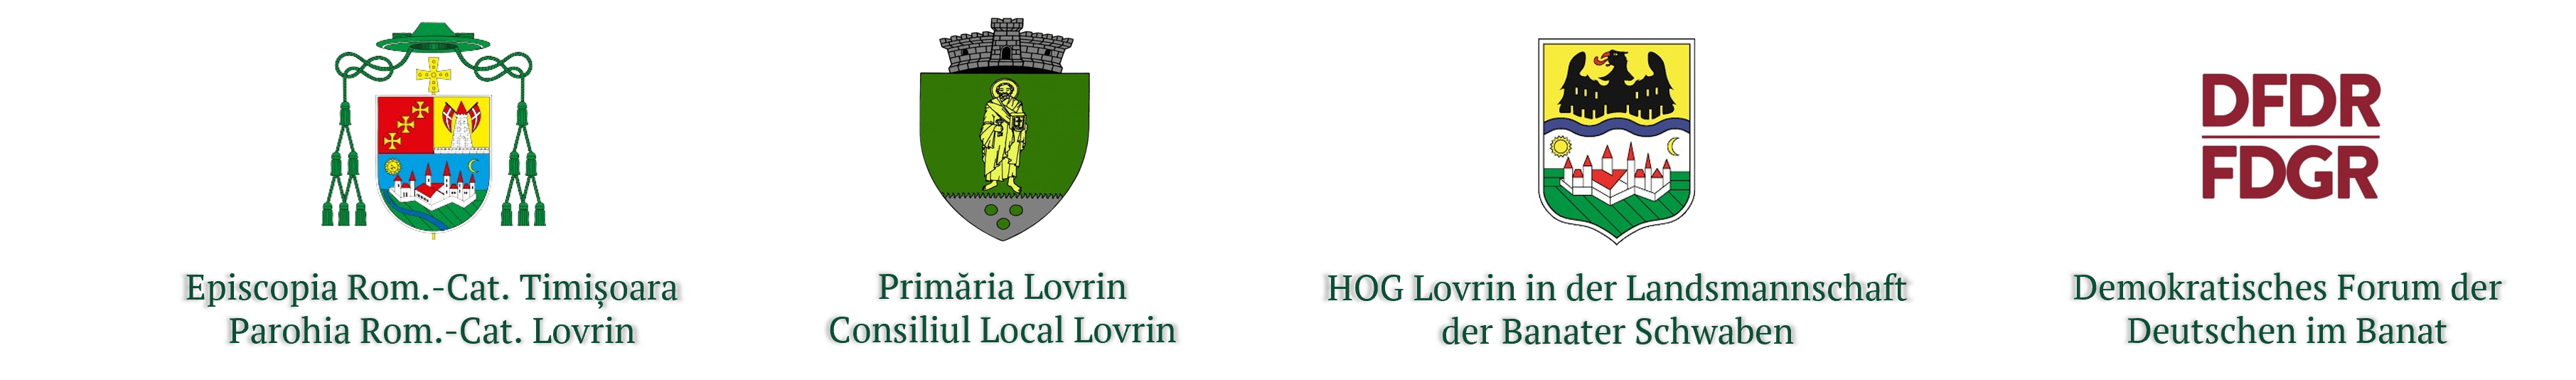 Episcopia Rom.-Cat. Timișoara
Parohia Rom.-Cat. Lovrin
Primăria Lovrin
Consiliul Local Lovrin
HOG Lovrin in der Landsmannschaft
der Banater Schwaben
DFDR
FDGR
Demokratisches Forum der
Deutschen im Banat